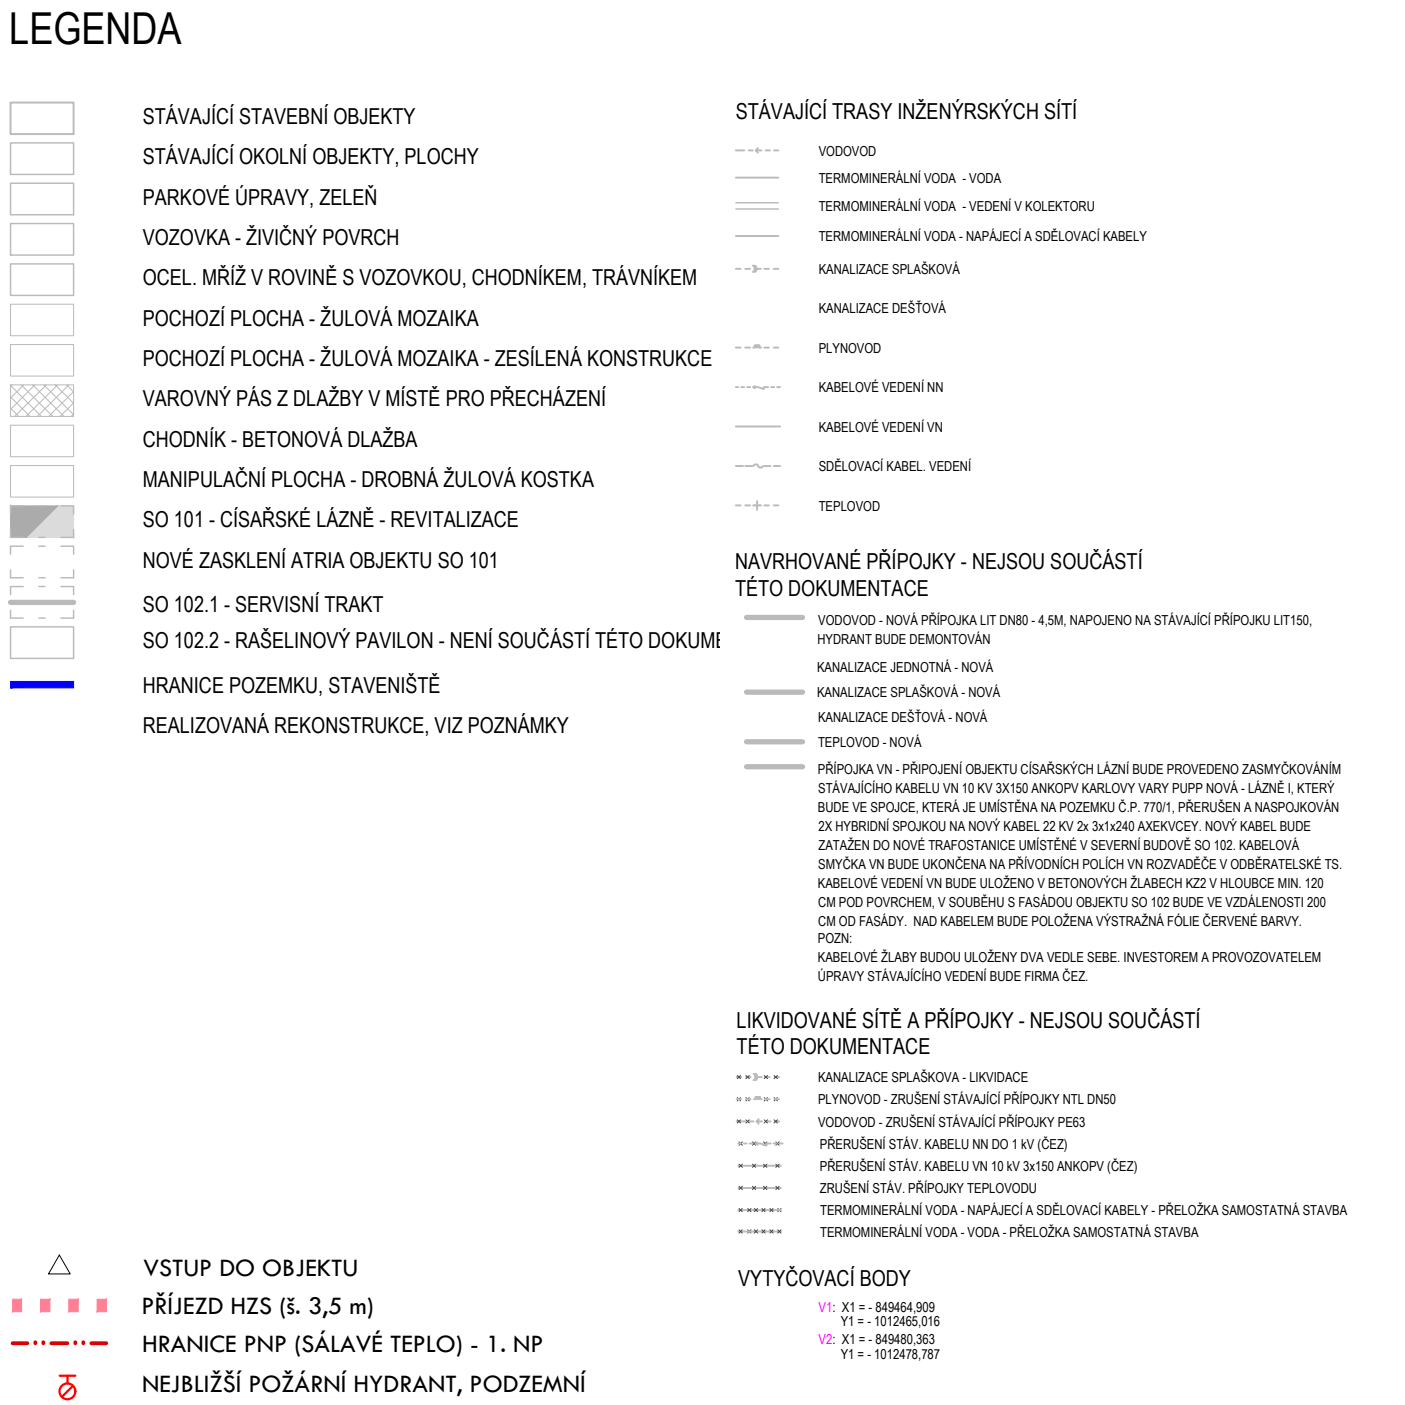 LEGENDA
STÁVAJÍCÍ STAVEBNÍ OBJEKTY
STÁVAJÍCÍ OKOLNÍ OBJEKTY, PLOCHY
PARKOVÉ ÚPRAVY, ZELEŇ
VOZOVKA - ŽIVIČNÝ POVRCH
OCEL. MŘÍŽ V ROVINĚ S VOZOVKOU, CHODNÍKEM, TRÁVNÍKEM
POCHOZÍ PLOCHA - ŽULOVÁ MOZAIKA
POCHOZÍ PLOCHA - ŽULOVÁ MOZAIKA - ZESÍLENÁ KONSTRUKCE
VAROVNÝ PÁS Z DLAŽBY V MÍSTĚ PRO PŘECHÁZENÍ
CHODNÍK - BETONOVÁ DLAŽBA
MANIPULAČNÍ PLOCHA - DROBNÁ ŽULOVÁ KOSTKA
SO 101 - CÍSAŘSKÉ LÁZNĚ - REVITALIZACE
NOVÉ ZASKLENÍ ATRIA OBJEKTU SO 101
SO 102.1 - SERVISNÍ TRAKT
SO 102.2 - RAŠELINOVÝ PAVILON - NENÍ SOUČÁSTÍ TÉTO DOKUME
HRANICE POZEMKU, STAVENIŠTĚ
REALIZOVANÁ REKONSTRUKCE, VIZ POZNÁMKY
VSTUP DO OBJEKTU
PŘÍJEZD HZS (š. 3,5 m)
HRANICE PNP (SÁLAVÉ TEPLO) - 1. NP
NEJBLIŽŠÍ POŽÁRNÍ HYDRANT, PODZEMNÍ
STÁVAJÍCÍ TRASY INŽENÝRSKÝCH SÍTÍ
VODOVOD
TERMOMINERÁLNÍ VODA - VODA
TERMOMINERÁLNÍ VODA - VEDENÍ V KOLEKTORU
TERMOMINERÁLNÍ VODA - NAPÁJECÍ A SDĚLOVACÍ KABELY
KANALIZACE SPLAŠKOVÁ
KANALIZACE DEŠŤOVÁ
PLYNOVOD
KABELOVÉ VEDENÍ NN
KABELOVÉ VEDENÍ VN
SDĚLOVACÍ KABEL. VEDENÍ
TEPLOVOD
NAVRHOVANÉ PŘÍPOJKY - NEJSOU SOUČÁSTÍ
TÉTO DOKUMENTACE
VODOVOD - NOVÁ PŘÍPOJKA LIT DN80 - 4,5M, NAPOJENO NA STÁVAJÍCÍ PŘÍPOJKU LIT150,
HYDRANT BUDE DEMONTOVÁN
KANALIZACE JEDNOTNÁ - NOVÁ
KANALIZACE SPLAŠKOVÁ - NOVÁ
KANALIZACE DEŠŤOVÁ - NOVÁ
TEPLOVOD - NOVÁ
PŘÍPOJKA VN - PŘIPOJENÍ OBJEKTU CÍSAŘSKÝCH LÁZNÍ BUDE PROVEDENO ZASMYČKOVÁNÍM
STÁVAJÍCÍHO KABELU VN 10 KV 3X150 ANKOPV KARLOVY VARY PUPP NOVÁ - LÁZNĚ I, KTERÝ
BUDE VE SPOJCE, KTERÁ JE UMÍSTĚNA NA POZEMKU Č.P. 770/1, PŘERUŠEN A NASPOJKOVÁN
2X HYBRIDNÍ SPOJKOU NA NOVÝ KABEL 22 KV 2x 3x1x240 AXEKVCEY. NOVÝ KABEL BUDE
ZATAŽEN DO NOVÉ TRAFOSTANICE UMÍSTĚNÉ V SEVERNÍ BUDOVĚ SO 102. KABELOVÁ
SMYČKA VN BUDE UKONČENA NA PŘÍVODNÍCH POLÍCH VN ROZVADĚČE V ODBĚRATELSKÉ TS.
KABELOVÉ VEDENÍ VN BUDE ULOŽENO V BETONOVÝCH ŽLABECH KZ2 V HLOUBCE MIN. 120
CM POD POVRCHEM, V SOUBĚHU S FASÁDOU OBJEKTU SO 102 BUDE VE VZDÁLENOSTI 200
CM OD FASÁDY. NAD KABELEM BUDE POLOŽENA VÝSTRAŽNÁ FÓLIE ČERVENÉ BARVY.
POZN:
KABELOVÉ ŽLABY BUDOU ULOŽENY DVA VEDLE SEBE. INVESTOREM A PROVOZOVATELEM
ÚPRAVY STÁVAJÍCÍHO VEDENÍ BUDE FIRMA ČEZ.
LIKVIDOVANÉ SÍTĚ A PŘÍPOJKY - NEJSOU SOUČÁSTÍ
TÉTO DOKUMENTACE
KANALIZACE SPLAŠKOVA - LIKVIDACE
PLYNOVOD - ZRUŠENÍ STÁVAJÍCÍ PŘÍPOJKY NTL DN50
VODOVOD - ZRUŠENÍ STÁVAJÍCÍ PŘÍPOJKY PE63
PŘERUŠENÍ STÁV. KABELU NN DO 1 kV (ČEZ)
PŘERUŠENÍ STÁV. KABELU VN 10 kV 3x150 ANKOPV (ČEZ)
ZRUŠENÍ STÁV. PŘÍPOJKY TEPLOVODU
TERMOMINERÁLNÍ VODA - NAPÁJECÍ A SDĚLOVACÍ KABELY - PŘELOŽKA SAMOSTATNÁ STAVBA
TERMOMINERÁLNÍ VODA - VODA - PŘELOŽKA SAMOSTATNÁ STAVBA
VYTYČOVACÍ BODY
V1: X1 = - 849464,909
Y1 = - 1012465,016
V2: X1 = - 849480,363
Y1 = - 1012478,787